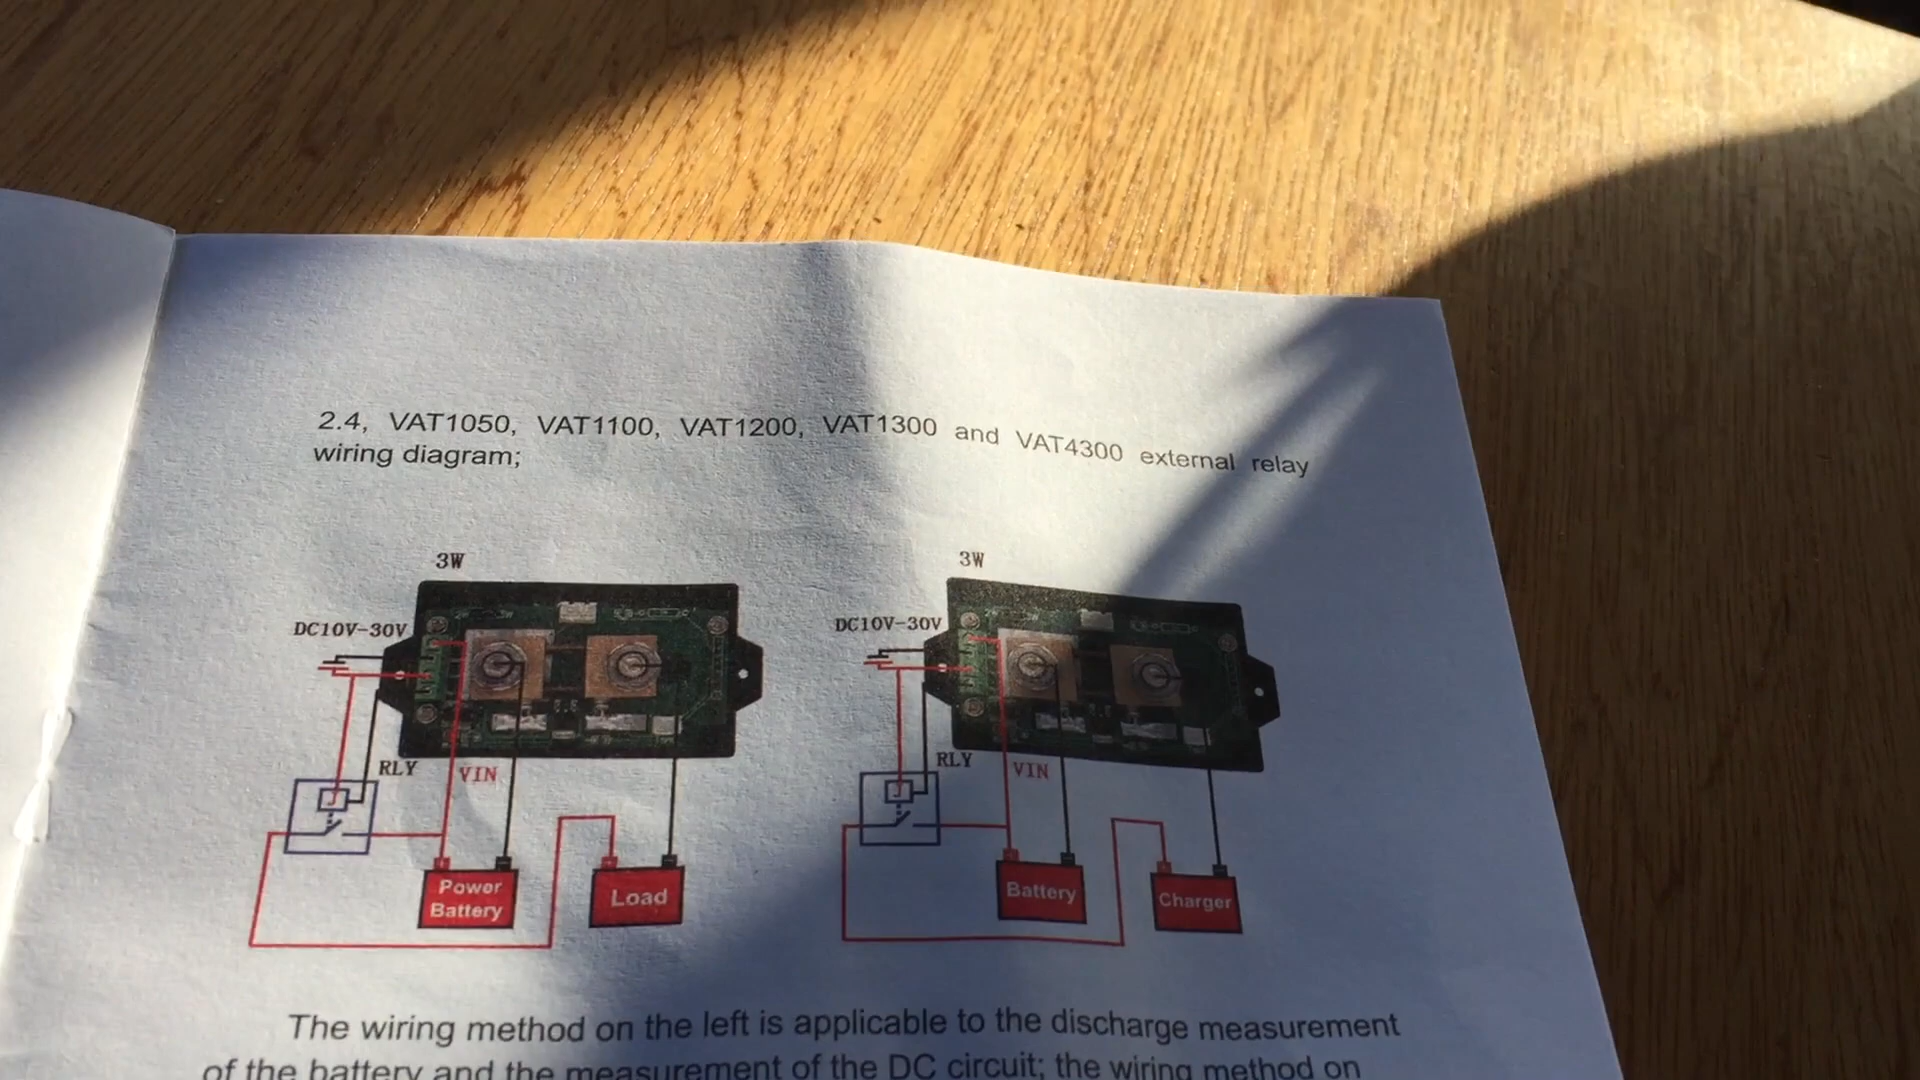 2.4, VAT1050, VAT1100, VAT1200, VAT1300 and VAT4300 external relay
wiring diagram;
3W
DC10V-30V
RLY
VIN
J
Power
Battery
Load
3W
DC10V-30V
RLY
VIN
J
Battery
Charger
The wiring method on the left is applicable to the discharge measurement
of the battery and the measurement of the DC circuit; the wiring method on